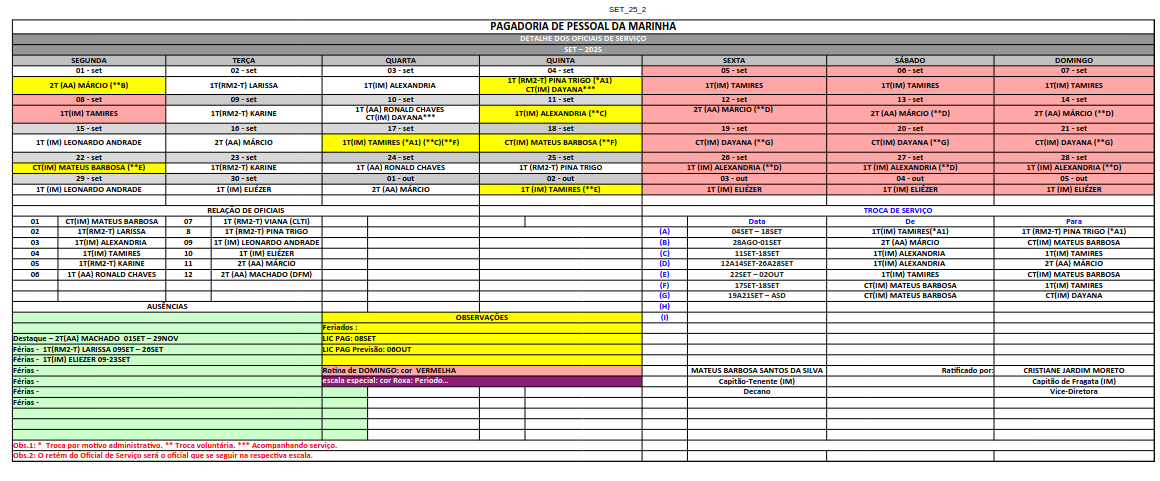 SET_25_2
PAGADORIA DE PESSOAL DA MARINHA
DETALHE DOS OFICIAIS DE SERVIÇO
SET – 2025
SEGUNDA TERÇA QUARTA QUINTA SEXTA SÁBADO DOMINGO
01 - set 02 - set 03 - set 04 - set 05 - set 06 - set 07 - set
2T (AA) MÁRCIO (**B) 1T(RM2-T) LARISSA 1T(IM) ALEXANDRIA 1T (RM2-T) PINA TRIGO (*A1) CT(IM) DAYANA*** 1T(IM) TAMIRES 1T(IM) TAMIRES 1T(IM) TAMIRES
08 - set 09 - set 10 - set 11 - set 12 - set 13 - set 14 - set
1T(IM) TAMIRES 1T(RM2-T) KARINE 1T (AA) RONALD CHAVES CT(IM) DAYANA*** 1T(IM) ALEXANDRIA (**C) 2T (AA) MÁRCIO (**D) 2T (AA) MÁRCIO (**D) 2T (AA) MÁRCIO (**D)
15 - set 16 - set 17 - set 18 - set 19 - set 20 - set 21 - set
1T (IM) LEONARDO ANDRADE 2T (AA) MÁRCIO 1T(IM) TAMIRES (*A1) (**C)(**F) CT(IM) MATEUS BARBOSA (**F) CT(IM) DAYANA (**G) CT(IM) DAYANA (**G) CT(IM) DAYANA (**G)
22 - set 23 - set 24 - set 25 - set 26 - set 27 - set 28 - set
CT(IM) MATEUS BARBOSA (**E) 1T(RM2-T) KARINE 1T (AA) RONALD CHAVES 1T (RM2-T) PINA TRIGO 1T (IM) ALEXANDRIA (**D) 1T(IM) ALEXANDRIA (**D) 1T(IM) ALEXANDRIA (**D)
29 - set 30 - set 01 - out 02 - out 03 - out 04 - out 05 - out
1T (IM) LEONARDO ANDRADE 1T (IM) ELIÉZER 2T (AA) MÁRCIO 1T (IM) TAMIRES (**E) 1T (IM) ELIÉZER 1T (IM) ELIÉZER 1T (IM) ELIÉZER
RELAÇÃO DE OFICIAIS TROCA DE SERVIÇO
01 CT(IM) MATEUS BARBOSA 07 1T (RM2-T) VIANA (CLTI) Data De Para
02 1T(RM2-T) LARISSA 8 1T (RM2-T) PINA TRIGO (A) 04SET – 18SET 1T(IM) TAMIRES(*A1) 1T (RM2-T) PINA TRIGO (*A1)
03 1T(IM) ALEXANDRIA 09 1T (IM) LEONARDO ANDRADE (B) 28AGO-01SET 2T (AA) MÁRCIO CT(IM) MATEUS BARBOSA
04 1T(IM) TAMIRES 10 1T (IM) ELIÉZER (C) 11SET-18SET 1T(IM) ALEXANDRIA 1T(IM) TAMIRES
05 1T(RM2-T) KARINE 11 2T (AA) MÁRCIO (D) 12A14SET-26A28SET 1T(IM) ALEXANDRIA 2T (AA) MÁRCIO
06 1T (AA) RONALD CHAVES 12 2T (AA) MACHADO (DFM) (E) 22SET – 02OUT 1T(IM) TAMIRES CT(IM) MATEUS BARBOSA
(F) 17SET-18SET CT(IM) MATEUS BARBOSA 1T(IM) TAMIRES
(G) 19A21SET – ASD CT(IM) MATEUS BARBOSA CT(IM) DAYANA
AUSÊNCIAS (H)
OBSERVAÇÕES (I)
Feriados :
Destaque – 2T(AA) MACHADO 01SET – 29NOV LIC PAG: 08SET
Férias - 1T(RM2-T) LARISSA 09SET – 26SET LIC PAG Previsão: 06OUT
Férias - 1T(IM) ELIEZER 09-23SET
Férias - Rotina de DOMINGO: cor VERMELHA MATEUS BARBOSA SANTOS DA SILVA Ratificado por: CRISTIANE JARDIM MORETO
Férias - escala especial: cor Roxa: Periodo... Capitão-Tenente (IM) Capitão de Fragata (IM)
Férias - Decano Vice-Diretora
Férias -
Obs.1: * Troca por motivo administrativo. ** Troca voluntária. *** Acompanhando serviço.
Obs.2: O retém do Oficial de Serviço será o oficial que se seguir na respectiva escala.